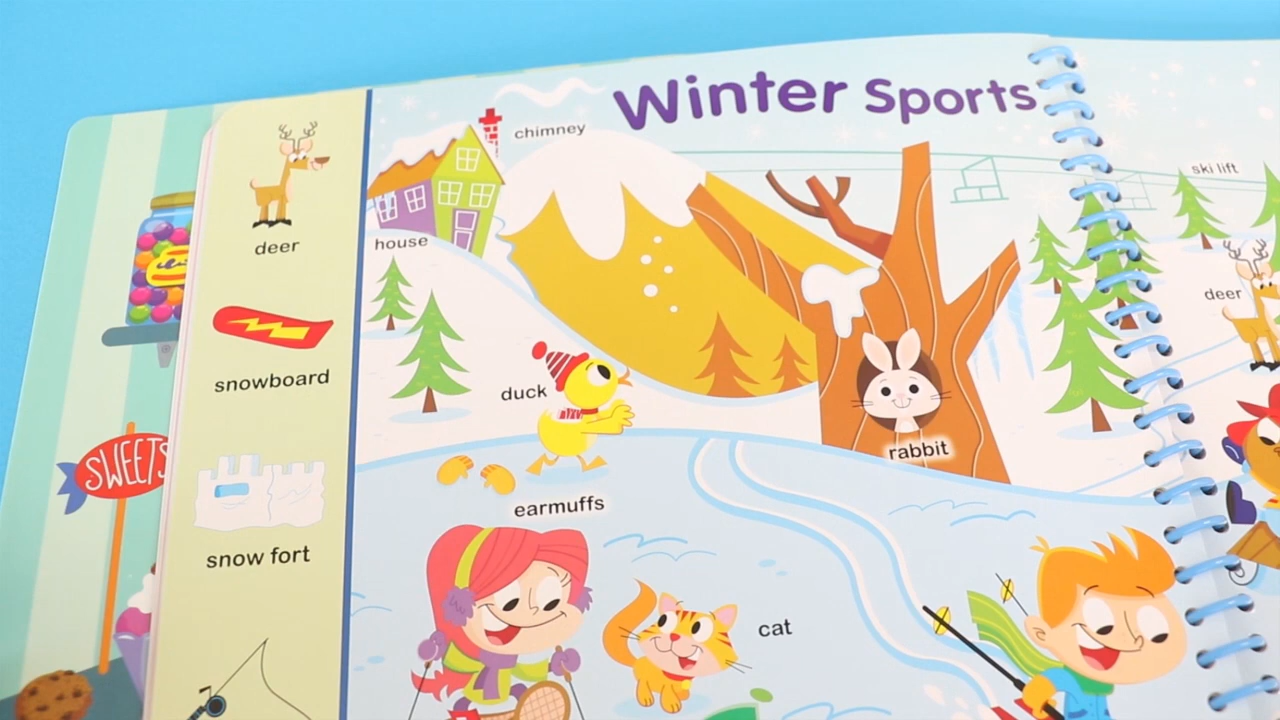 Winter Sports
chimney
ski lift
house
deer
deer
snowboard
duck
rabbit
earmuffs
snow fort
cat
SWEETS